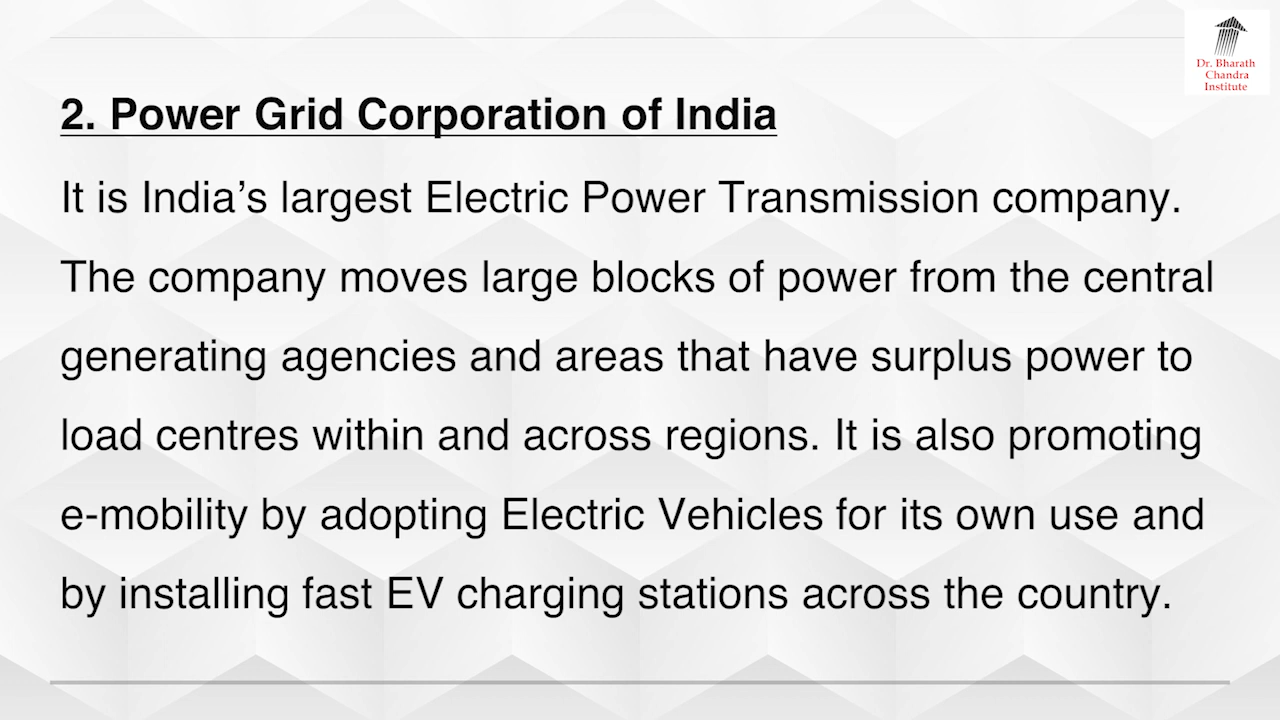 Dr. Bharath
Chandra
Institute
2. Power Grid Corporation of India
It is India’s largest Electric Power Transmission company.
The company moves large blocks of power from the central
generating agencies and areas that have surplus power to
load centres within and across regions. It is also promoting
e-mobility by adopting Electric Vehicles for its own use and
by installing fast EV charging stations across the country.